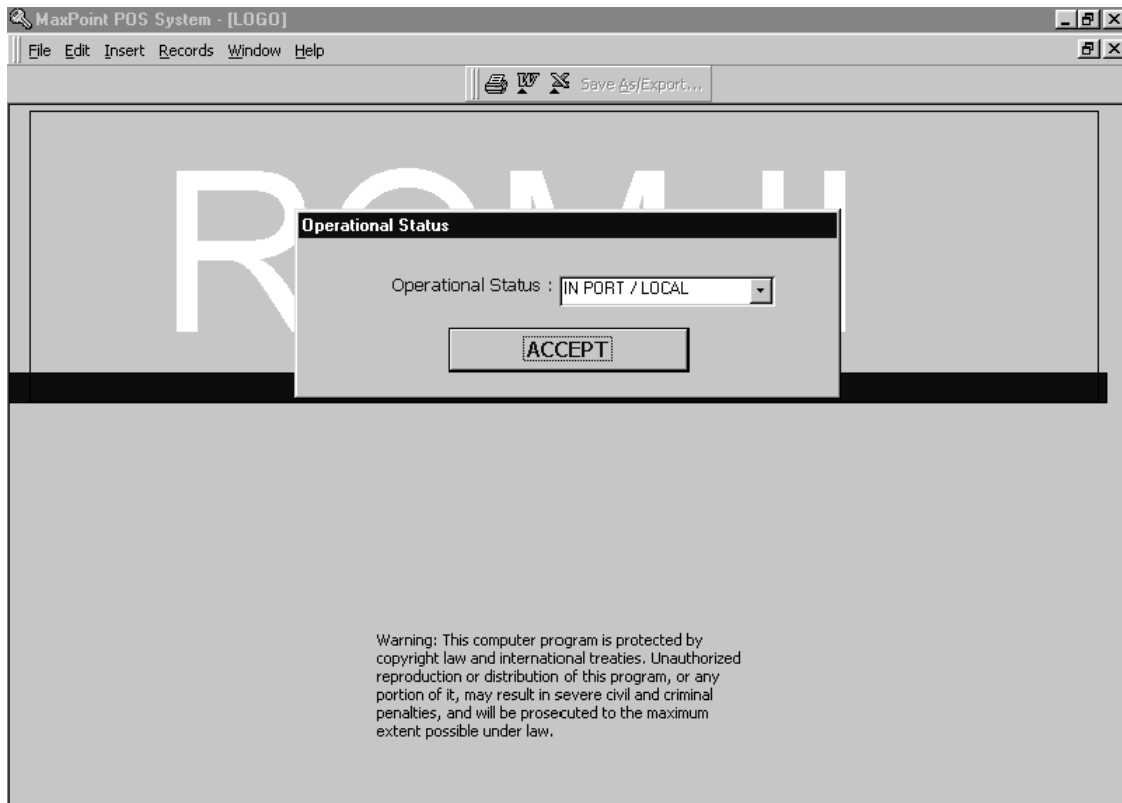 MaxPoint POS System - [LOGO]
File Edit Insert Records Window Help
Save As/Export...
Operational Status
Operational Status : IN PORT / LOCAL
ACCEPT
Warning: This computer program is protected by
copyright law and international treaties. Unauthorized
reproduction or distribution of this program, or any
portion of it, may result in severe civil and criminal
penalties, and will be prosecuted to the maximum
extent possible under law.